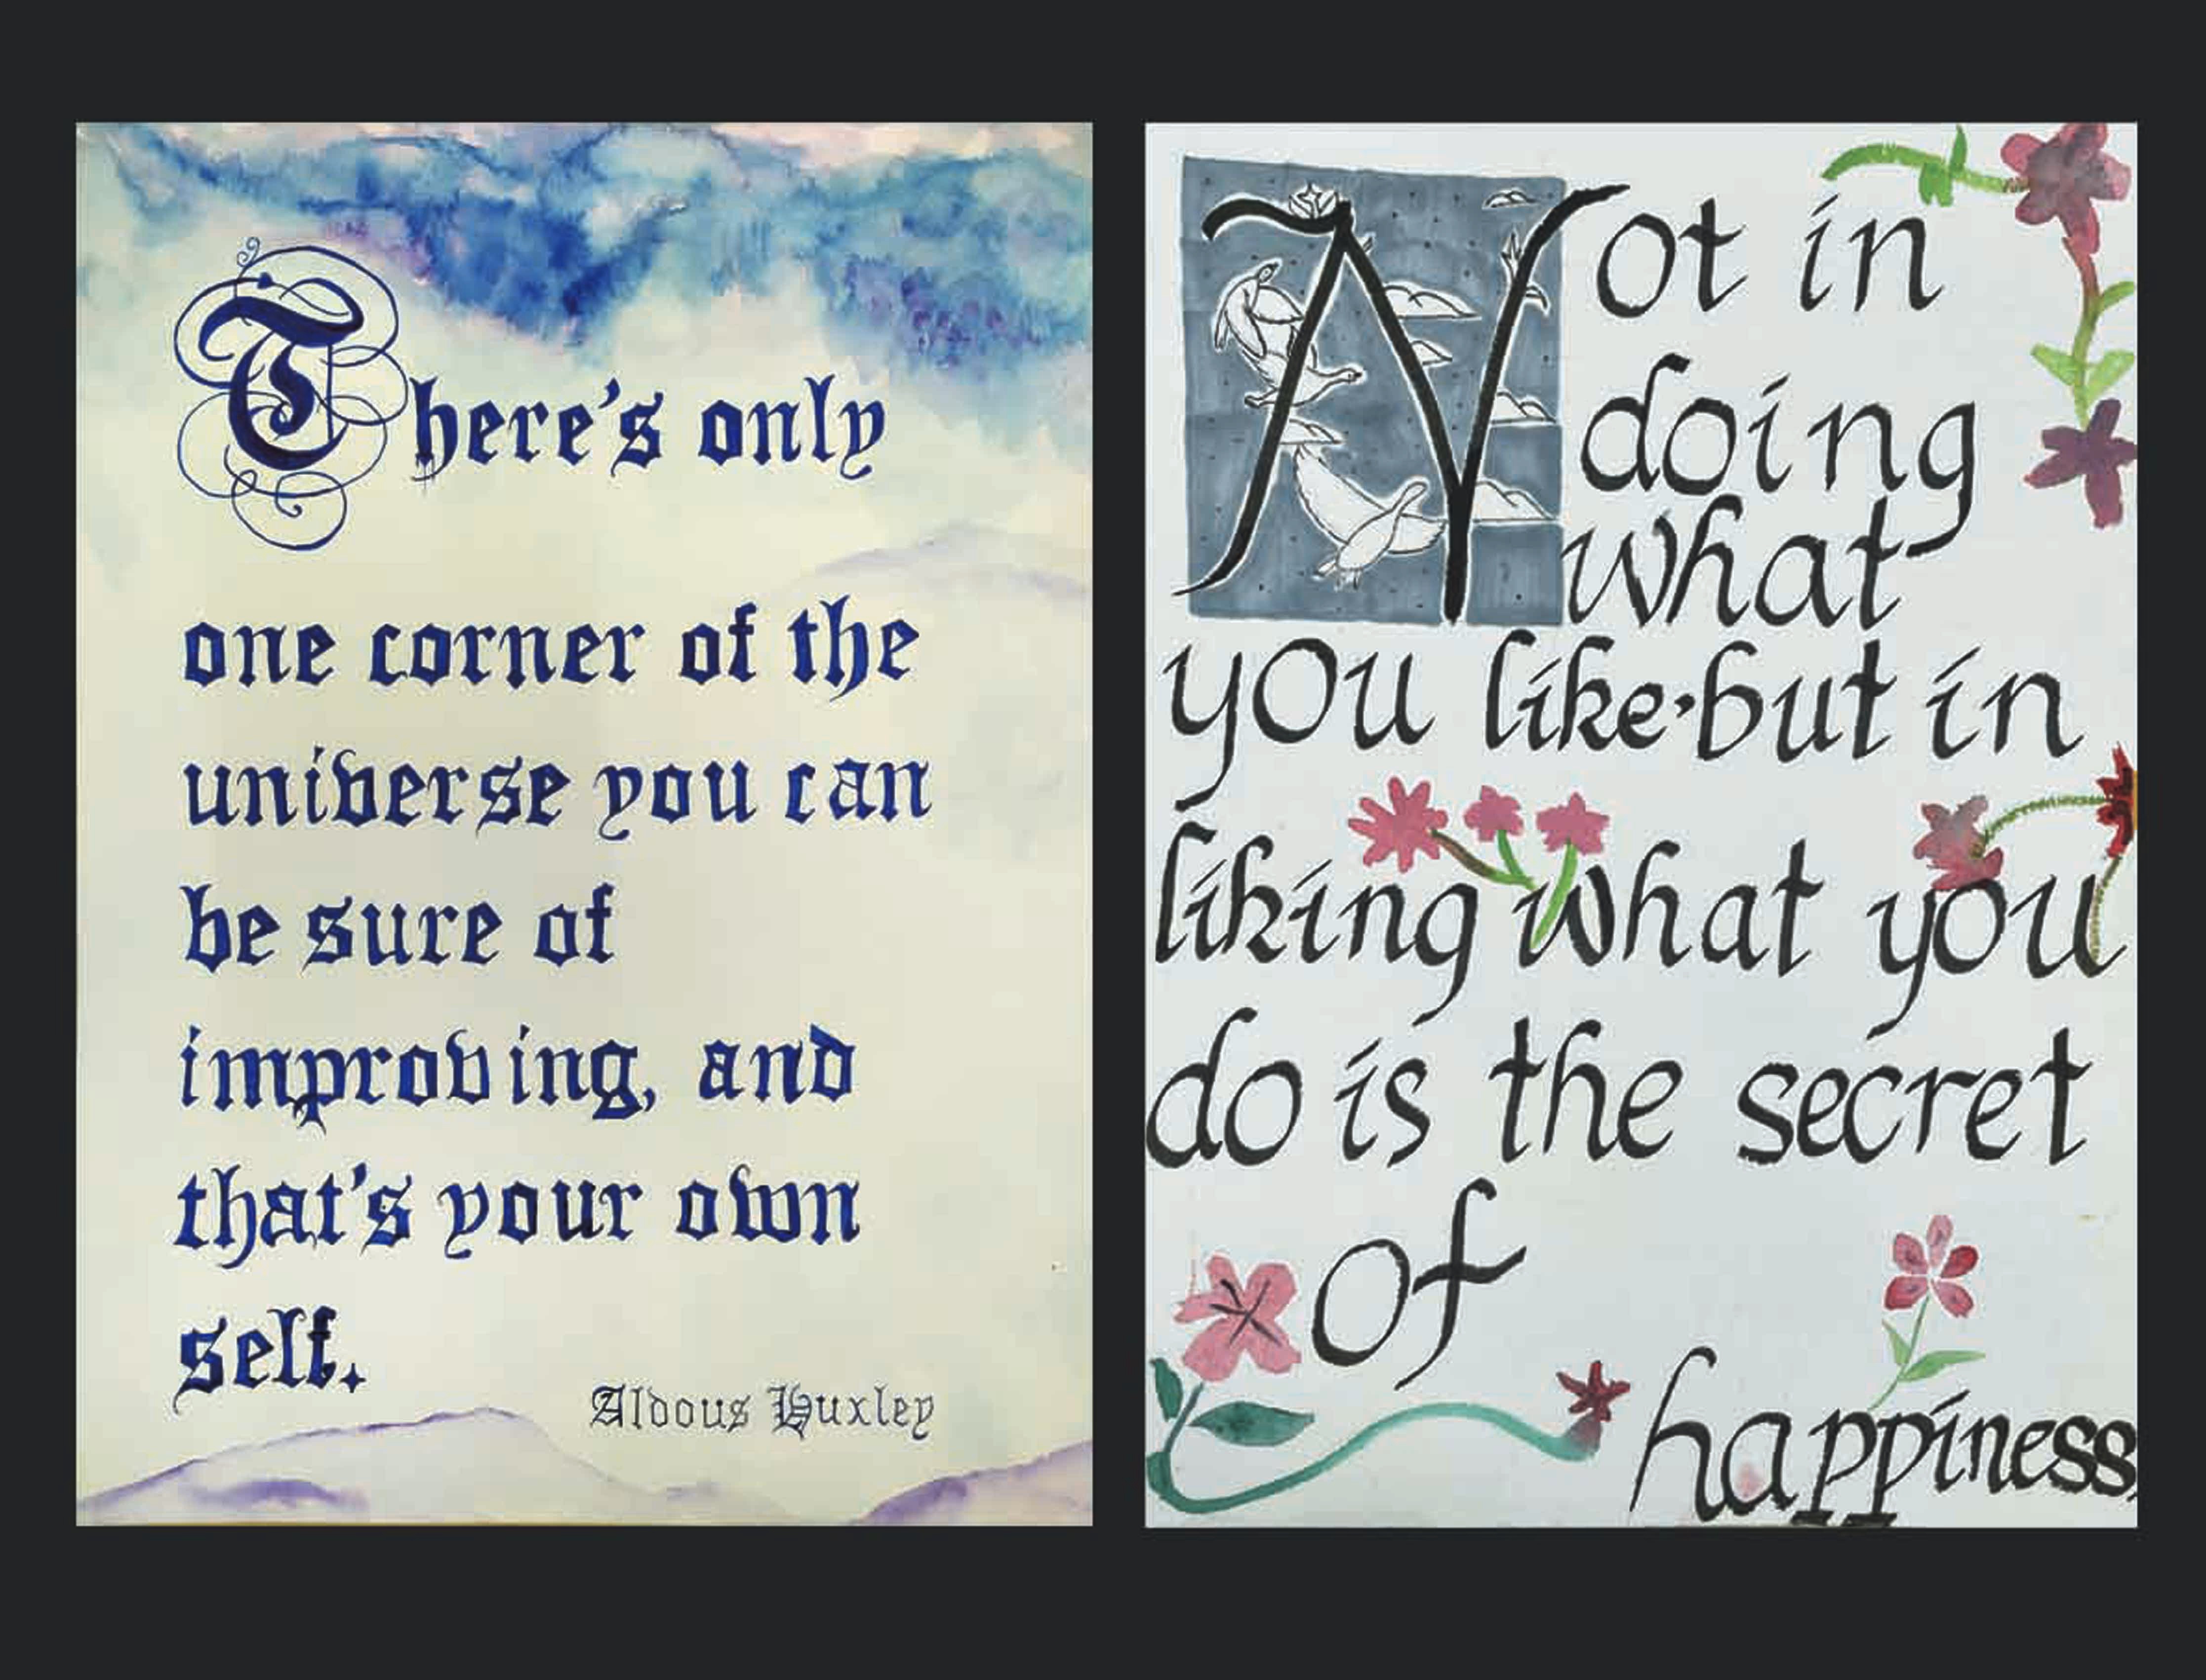 There's only
one corner of the
universe you can
be sure of
improving, and
that's your own
self.
Aldous Huxley
Not in
doing
what
you like, but in
liking what you
do is the secret
of
happiness.